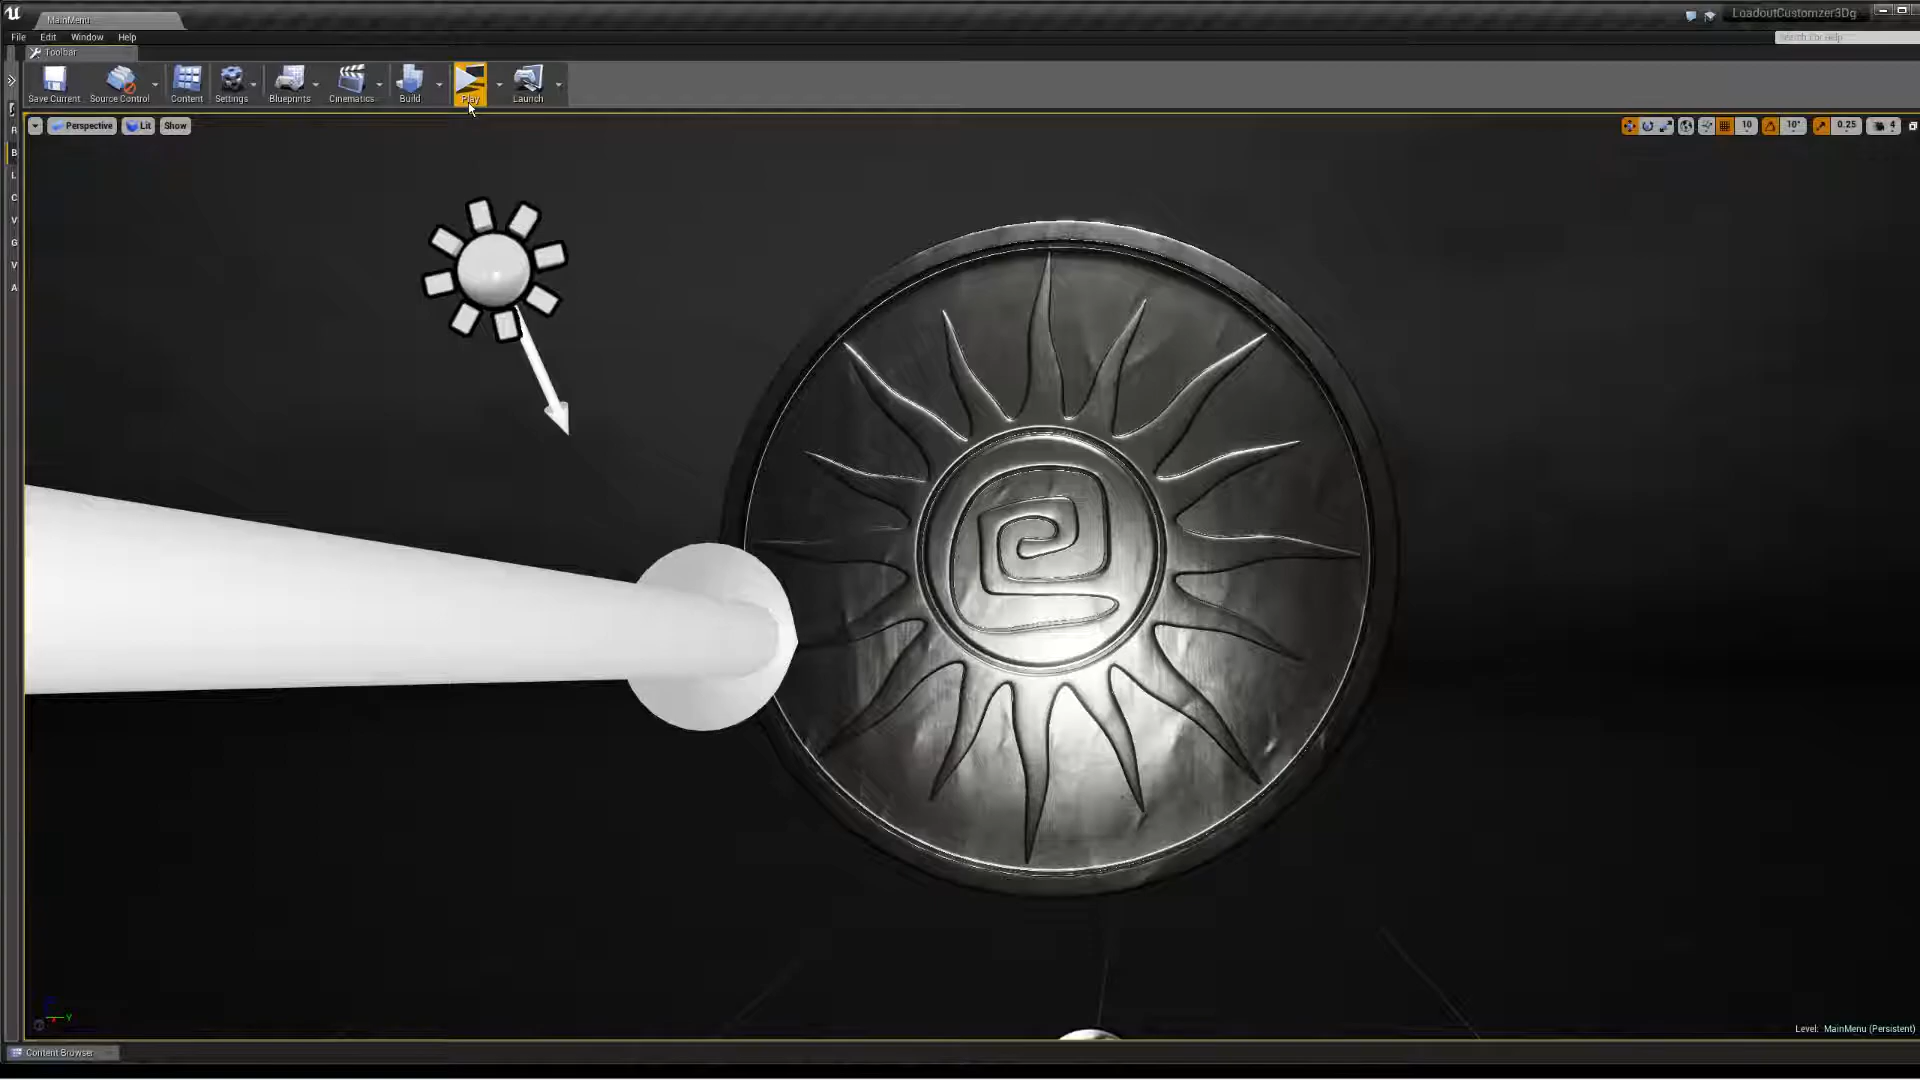 MainMenu
LoadoutCustomzer3Dg
File Edit Window Help
Toolbar
Save Current Source Control Content Settings Blueprints Cinematics Build Play Launch
Perspective Lit Show
10 10° 0.25 4
R
B
L
C
V
G
V
A
Y
Level: MainMenu (Persistent)
Content Browser